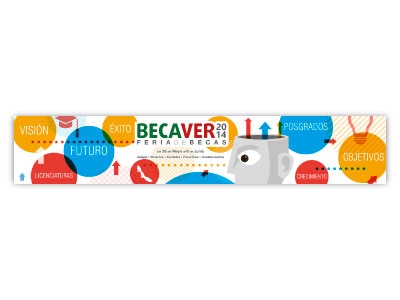 VISIÓN
ÉXITO
FUTURO
LICENCIATURAS
BECAVER 2014
FERIA DE BECAS
POSGRADOS
OBJETIVOS
CRECIMIENTO